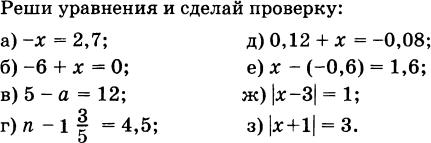 Реши уравнения и сделай проверку:
а) –x = 2,7; д) 0,12 + x = –0,08;
б) –6 + x = 0; е) x – (–0,6) = 1,6;
в) 5 – a = 12; ж) |x–3| = 1;
г) n – 1 3/5 = 4,5; з) |x+1| = 3.